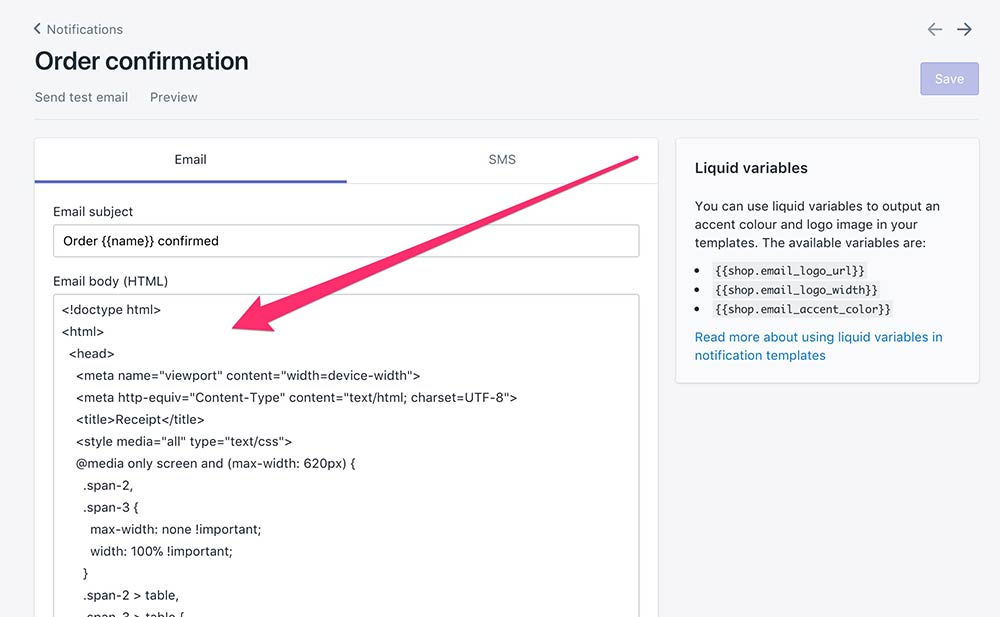 Notifications
Order confirmation
Save
Send test email Preview
Email SMS
Email subject
Order {{name}} confirmed
Email body (HTML)
<!doctype html>
<html>
<head>
<meta name="viewport" content="width=device-width">
<meta http-equiv="Content-Type" content="text/html; charset=UTF-8">
<title>Receipt</title>
<style media="all" type="text/css">
@media only screen and (max-width: 620px) {
.span-2,
.span-3 {
max-width: none !important;
width: 100% !important;
}
.span-2 > table,
.span-3 > table {
Liquid variables
You can use liquid variables to output an
accent colour and logo image in your
templates. The available variables are:
{{shop.email_logo_url}}
{{shop.email_logo_width}}
{{shop.email_accent_color}}
Read more about using liquid variables in
notification templates